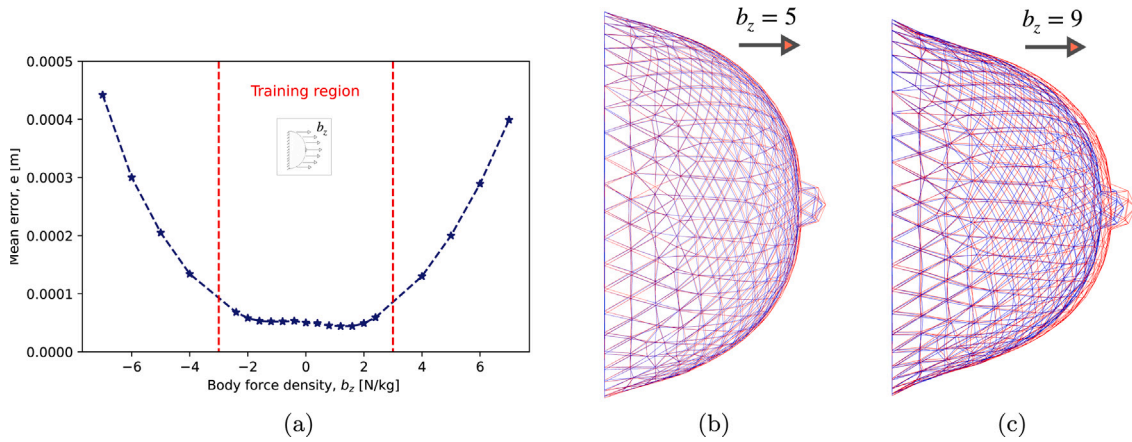 Mean error, e [m]
0.0005
0.0004
0.0003
0.0002
0.0001
0.0000
Training region
b_z
−6 −4 −2 0 2 4 6
Body force density, b_z [N/kg]
(a)
b_z = 5
(b)
b_z = 9
(c)